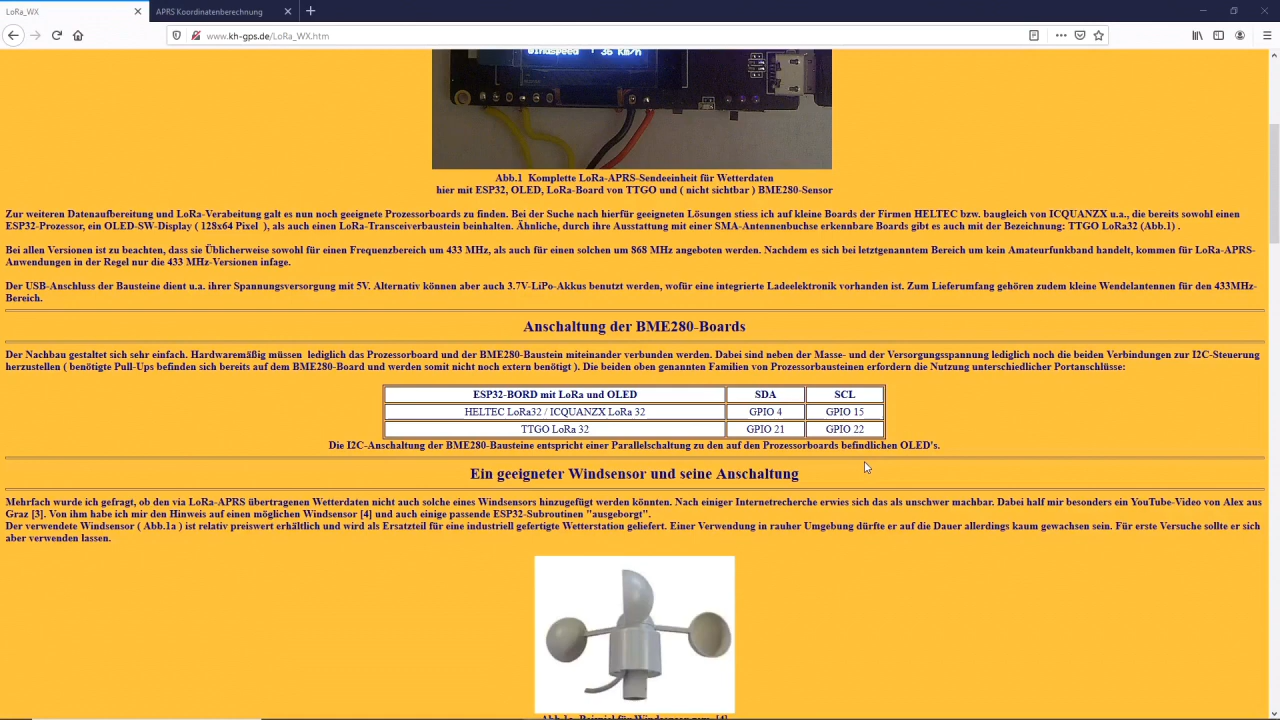 LoRa_WX
APRS Koordinatenberechnung
www.kh-gps.de/LoRa_WX.htm
Windspeed : 36 km/h
Abb.1 Komplette LoRa-APRS-Sendeeinheit für Wetterdaten
hier mit ESP32, OLED, LoRa-Board von TTGO und ( nicht sichtbar ) BME280-Sensor
Zur weiteren Datenaufbereitung und LoRa-Verabeitung galt es nun noch geeignete Prozessorboards zu finden. Bei der Suche nach hierfür geeigneten Lösungen stiess ich auf kleine Boards der Firmen HELTEC bzw. baugleich von ICQUANZX u.a., die bereits sowohl einen
ESP32-Prozessor, ein OLED-SW-Display ( 128x64 Pixel ), als auch einen LoRa-Transceiverbaustein beinhalten. Ähnliche, durch ihre Ausstattung mit einer SMA-Antennenbuchse erkennbare Boards gibt es auch mit der Bezeichnung: TTGO LoRa32 (Abb.1) .
Bei allen Versionen ist zu beachten, dass sie Üblicherweise sowohl für einen Frequenzbereich um 433 MHz, als auch für einen solchen um 868 MHz angeboten werden. Nachdem es sich bei letztgenanntem Bereich um kein Amateurfunkband handelt, kommen für LoRa-APRS-
Anwendungen in der Regel nur die 433 MHz-Versionen infage.
Der USB-Anschluss der Bausteine dient u.a. ihrer Spannungsversorgung mit 5V. Alternativ können aber auch 3.7V-LiPo-Akkus benutzt werden, wofür eine integrierte Ladeelektronik vorhanden ist. Zum Lieferumfang gehören zudem kleine Wendelantennen für den 433MHz-
Bereich.
Anschaltung der BME280-Boards
Der Nachbau gestaltet sich sehr einfach. Hardwaremäßig müssen lediglich das Prozessorboard und der BME280-Baustein miteinander verbunden werden. Dabei sind neben der Masse- und der Versorgungsspannung lediglich noch die beiden Verbindungen zur I2C-Steuerung
herzustellen ( benötigte Pull-Ups befinden sich bereits auf dem BME280-Board und werden somit nicht noch extern benötigt ). Die beiden oben genannten Familien von Prozessorbausteinen erfordern die Nutzung unterschiedlicher Portanschlüsse:
ESP32-BORD mit LoRa und OLED SDA SCL
HELTEC LoRa32 / ICQUANZX LoRa 32 GPIO 4 GPIO 15
TTGO LoRa 32 GPIO 21 GPIO 22
Die I2C-Anschaltung der BME280-Bausteine entspricht einer Parallelschaltung zu den auf den Prozessorboards befindlichen OLED's.
Ein geeigneter Windsensor und seine Anschaltung
Mehrfach wurde ich gefragt, ob den via LoRa-APRS übertragenen Wetterdaten nicht auch solche eines Windsensors hinzugefügt werden könnten. Nach einiger Internetrecherche erwies sich das als unschwer machbar. Dabei half mir besonders ein YouTube-Video von Alex aus
Graz [3]. Von ihm habe ich mir den Hinweis auf einen möglichen Windsensor [4] und auch einige passende ESP32-Subroutinen "ausgeborgt".
Der verwendete Windsensor ( Abb.1a ) ist relativ preiswert erhältlich und wird als Ersatzteil für eine industriell gefertigte Wetterstation geliefert. Einer Verwendung in rauher Umgebung dürfte er auf die Dauer allerdings kaum gewachsen sein. Für erste Versuche sollte er sich
aber verwenden lassen.
Abb.1a Beispiel für Windsensor aus [4]